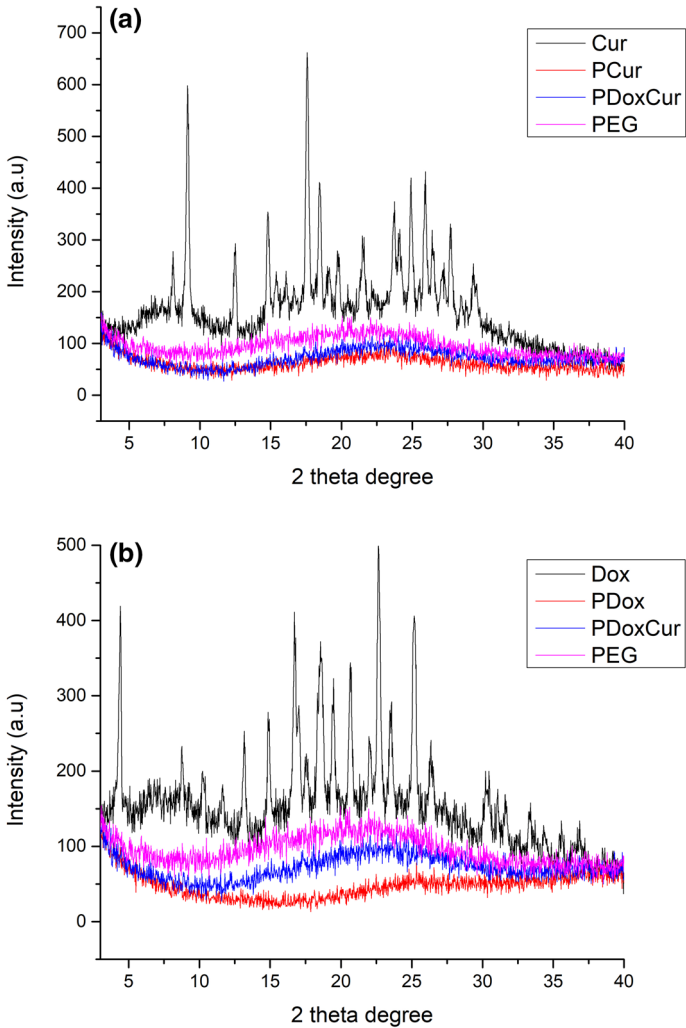 (a)
Cur
PCur
PDoxCur
PEG
700
600
500
400
300
200
100
0
Intensity (a.u)
5 10 15 20 25 30 35 40
2 theta degree
(b)
Dox
PDox
PDoxCur
PEG
500
400
300
200
100
0
Intensity (a.u)
5 10 15 20 25 30 35 40
2 theta degree